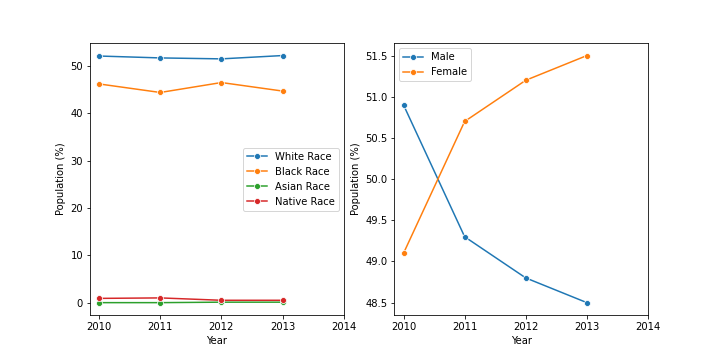 50
40
30
20
10
0
Population (%)
2010 2011 2012 2013 2014
Year
White Race
Black Race
Asian Race
Native Race
51.5
51.0
50.5
50.0
49.5
49.0
48.5
Population (%)
2010 2011 2012 2013 2014
Year
Male
Female